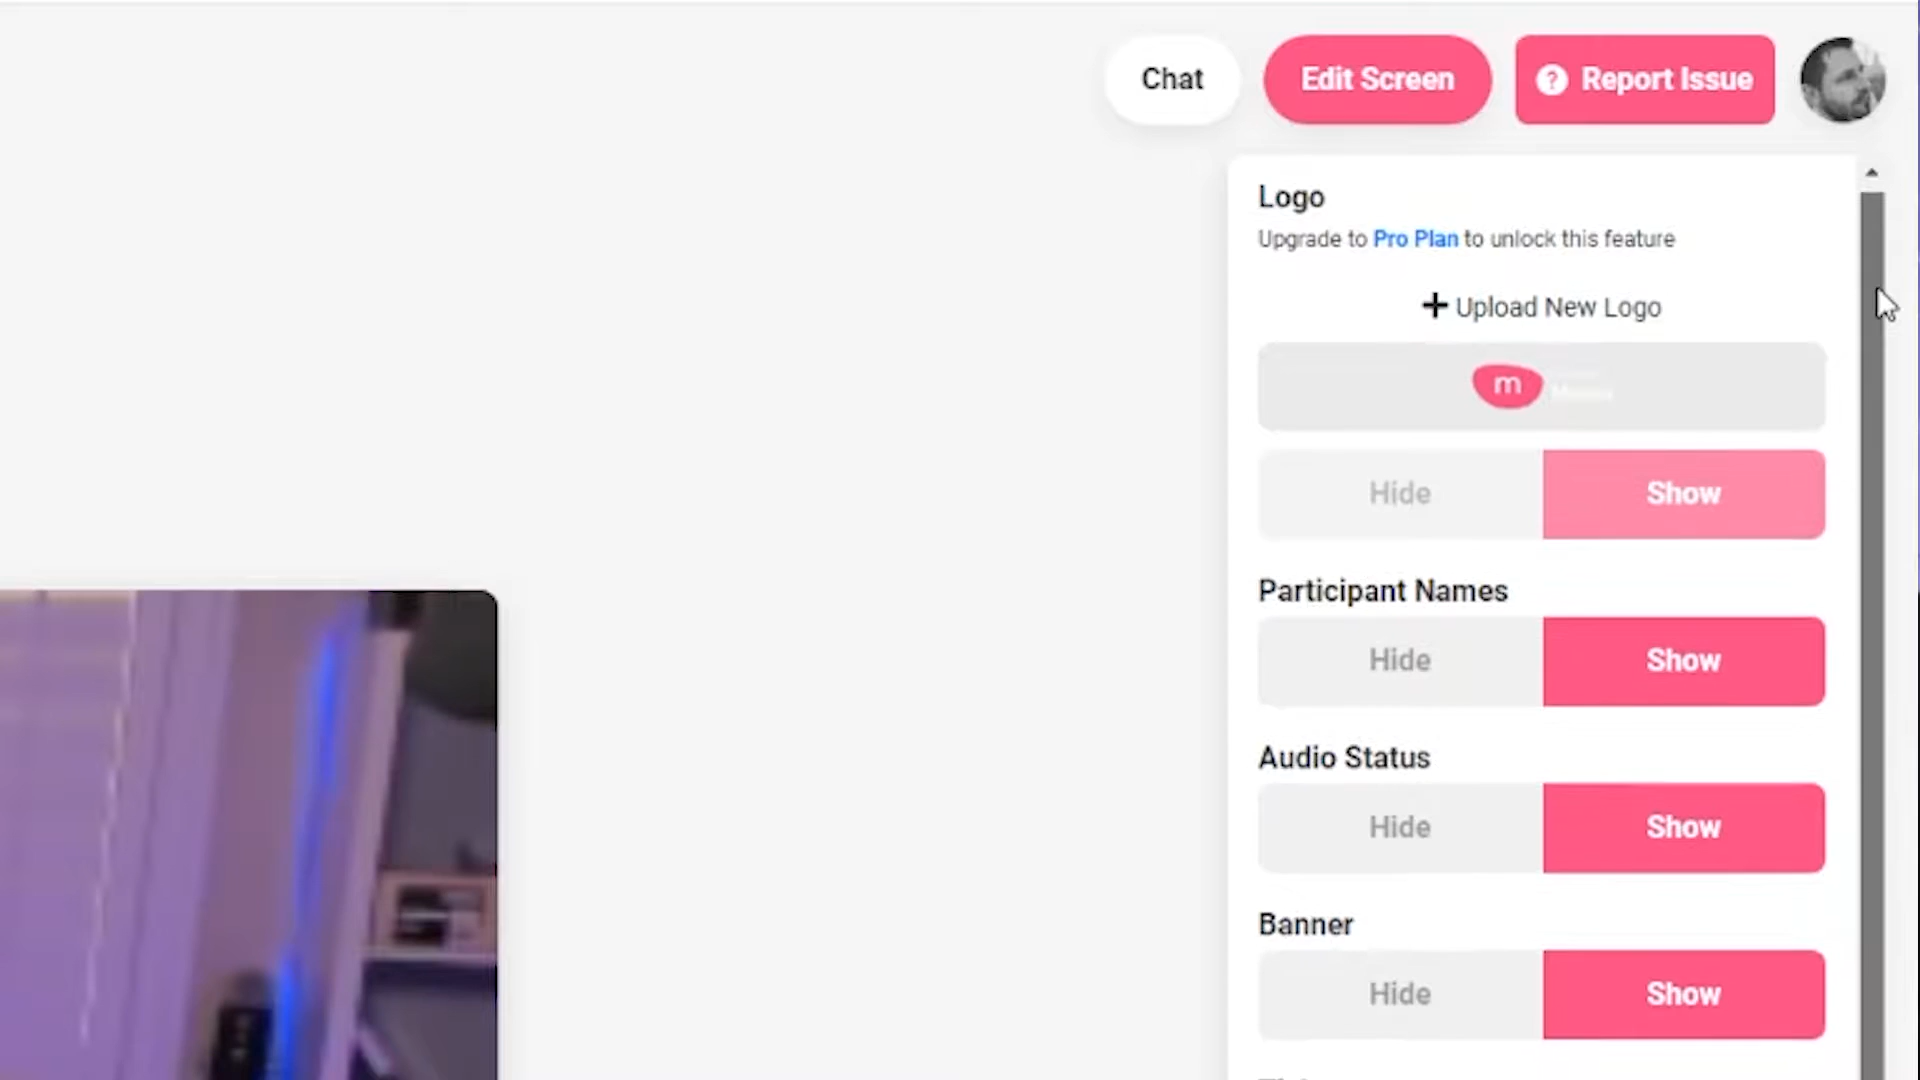 Chat
Edit Screen
? Report Issue
Logo
Upgrade to Pro Plan to unlock this feature
+ Upload New Logo
m
Hide
Show
Participant Names
Hide
Show
Audio Status
Hide
Show
Banner
Hide
Show